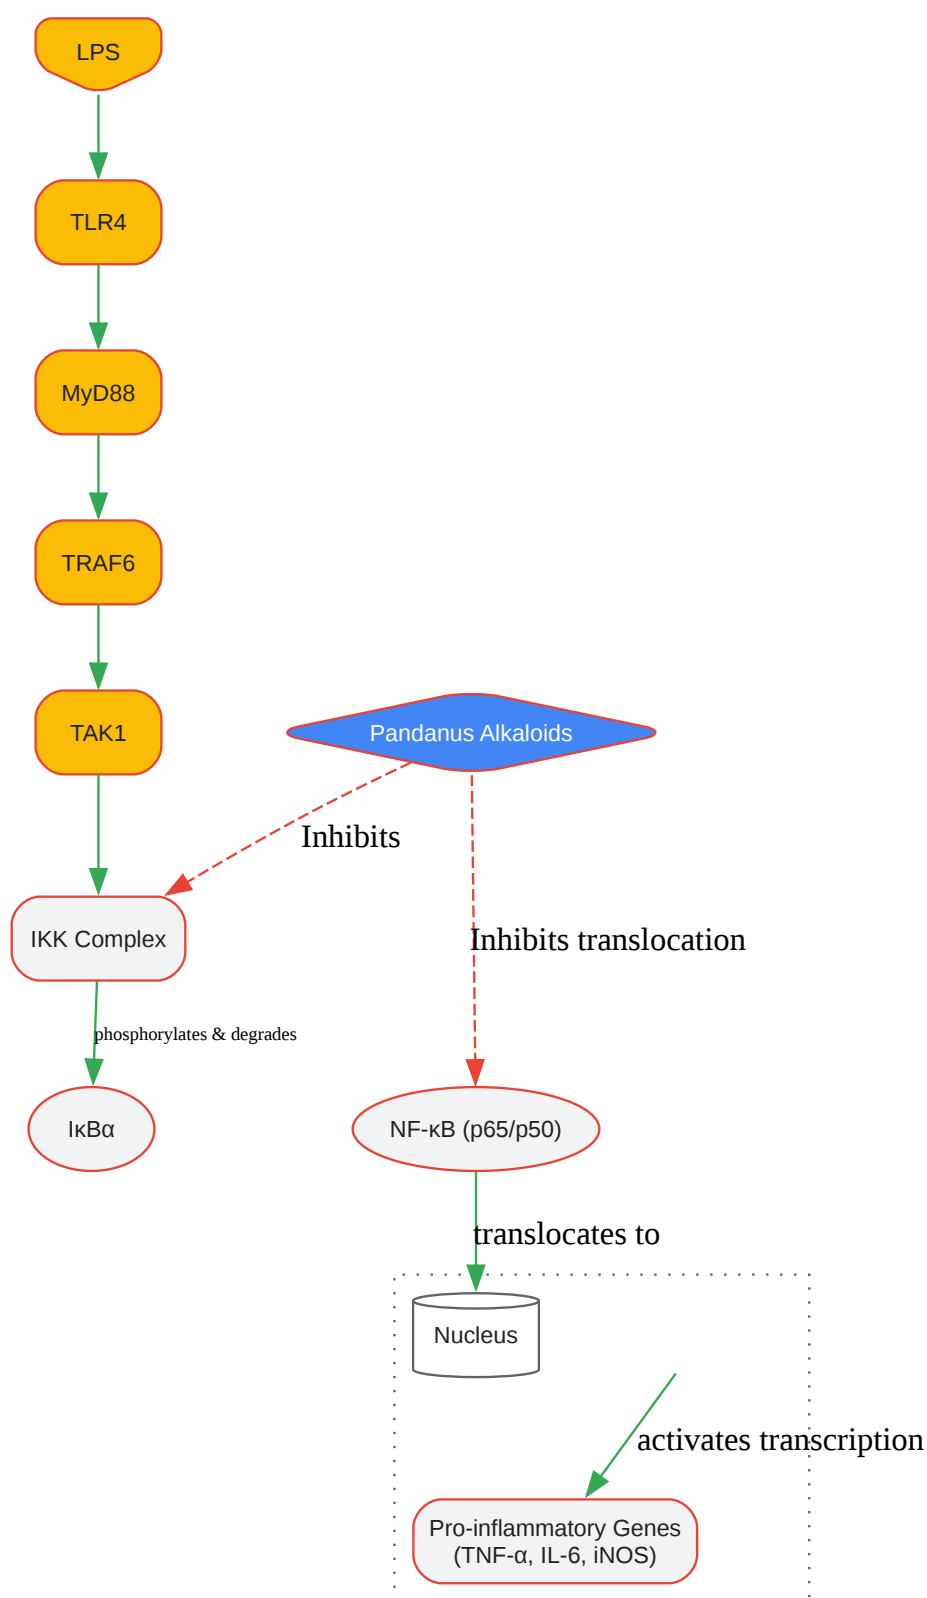 LPS
TLR4
MyD88
TRAF6
TAK1
Pandanus Alkaloids
Inhibits
IKK Complex
Inhibits translocation
phosphorylates & degrades
IκBα
NF-κB (p65/p50)
translocates to
Nucleus
activates transcription
Pro-inflammatory Genes
(TNF-α, IL-6, iNOS)